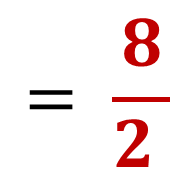 = 8/2